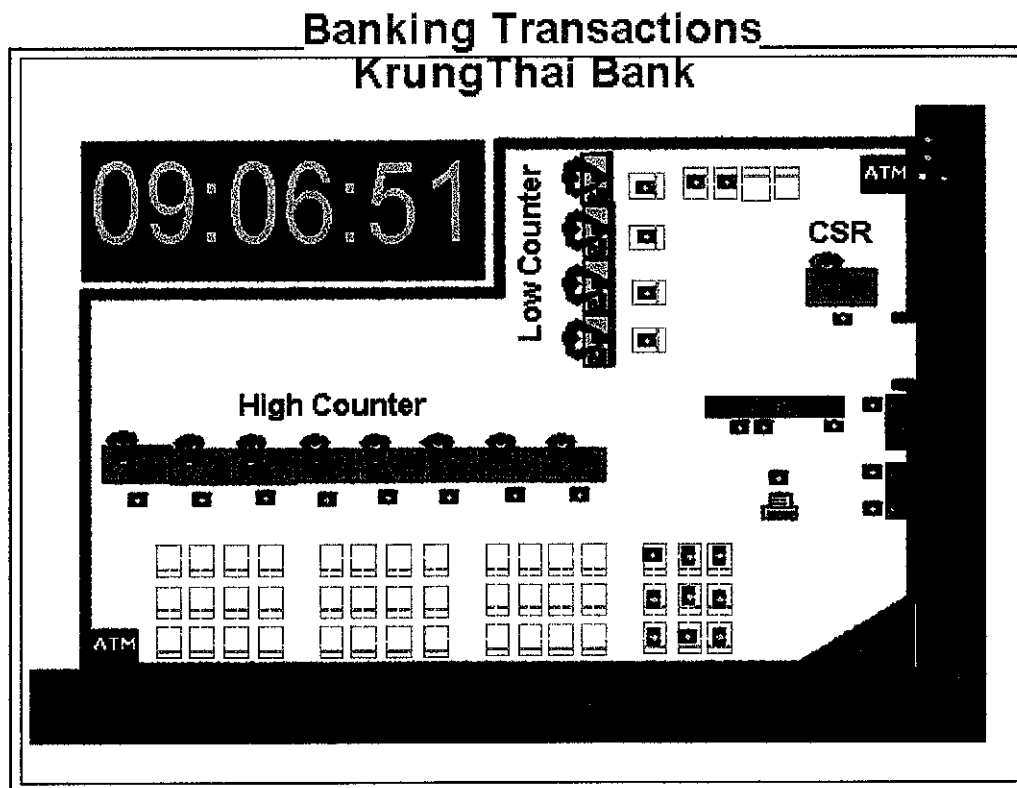 Banking Transactions
KrungThai Bank
09:06:51
Low Counter
ATM
CSR
High Counter
ATM